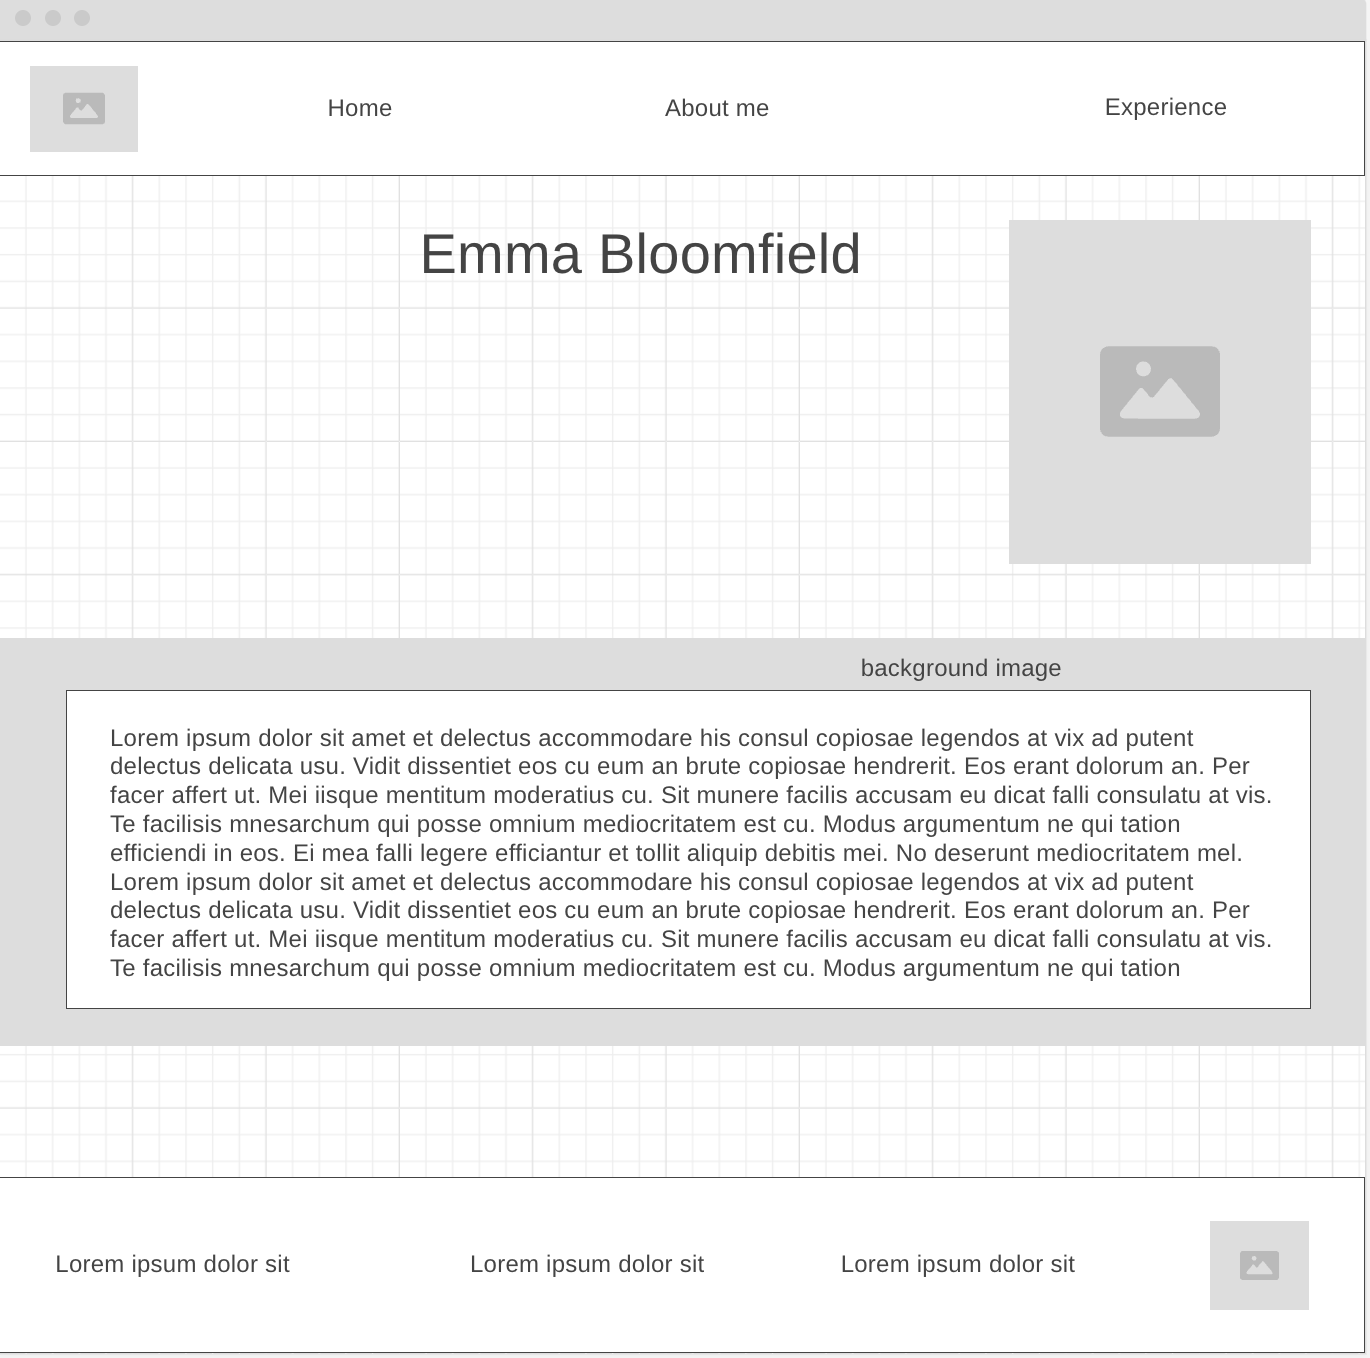 Home
About me
Experience
Emma Bloomfield
background image
Lorem ipsum dolor sit amet et delectus accommodare his consul copiosae legendos at vix ad putent
delectus delicata usu. Vidit dissentiet eos cu eum an brute copiosae hendrerit. Eos erant dolorum an. Per
facer affert ut. Mei iisque mentitum moderatius cu. Sit munere facilis accusam eu dicat falli consulatu at vis.
Te facilisis mnesarchum qui posse omnium mediocritatem est cu. Modus argumentum ne qui tation
efficiendi in eos. Ei mea falli legere efficiantur et tollit aliquip debitis mei. No deserunt mediocritatem mel.
Lorem ipsum dolor sit amet et delectus accommodare his consul copiosae legendos at vix ad putent
delectus delicata usu. Vidit dissentiet eos cu eum an brute copiosae hendrerit. Eos erant dolorum an. Per
facer affert ut. Mei iisque mentitum moderatius cu. Sit munere facilis accusam eu dicat falli consulatu at vis.
Te facilisis mnesarchum qui posse omnium mediocritatem est cu. Modus argumentum ne qui tation
Lorem ipsum dolor sit
Lorem ipsum dolor sit
Lorem ipsum dolor sit